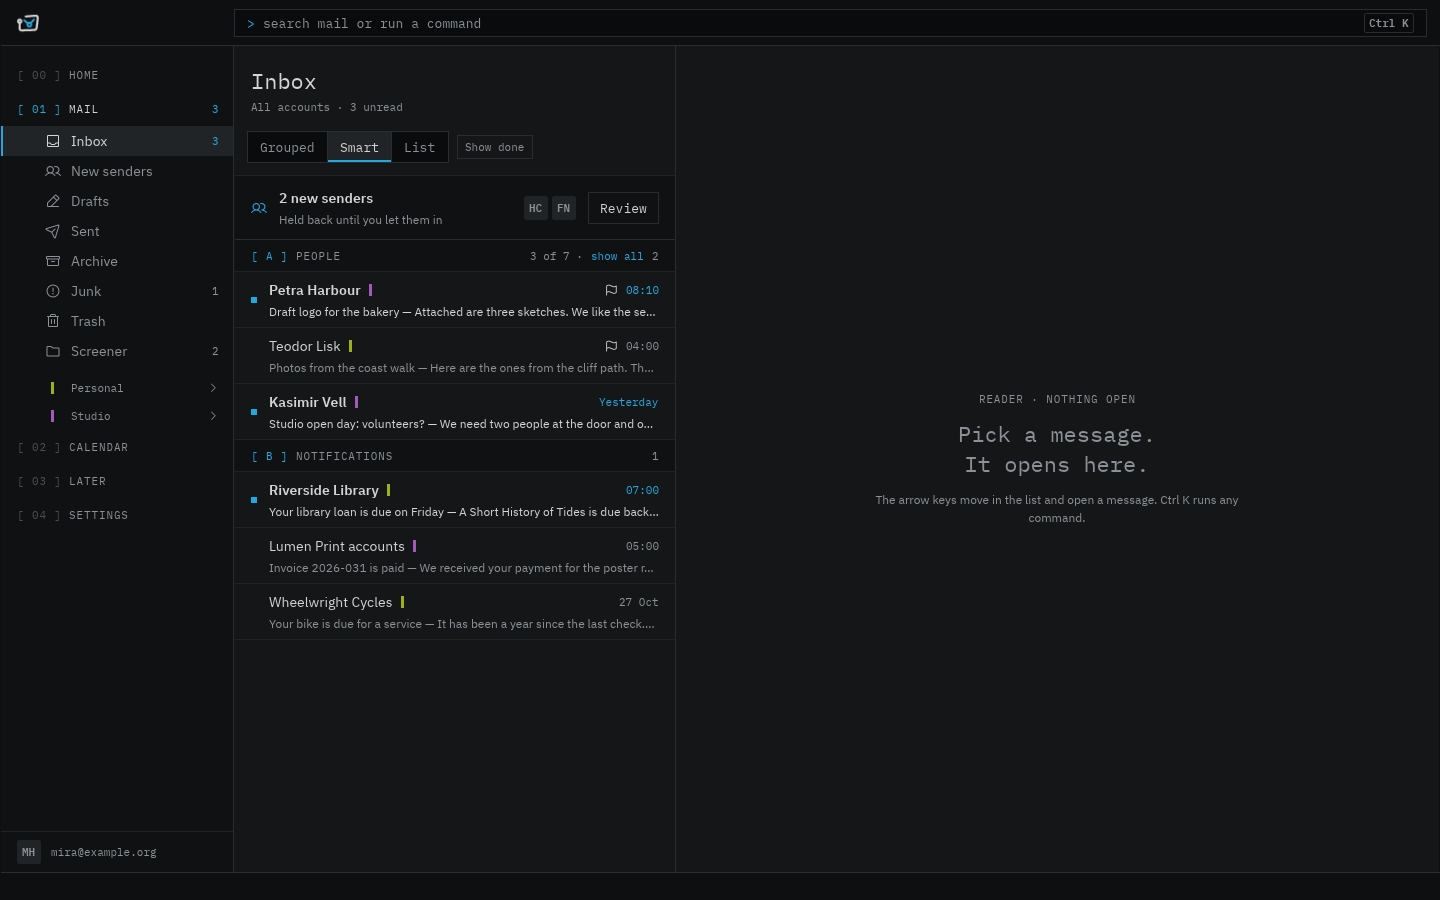 > search mail or run a command
Ctrl K
[ 00 ] HOME
[ 01 ] MAIL 3
Inbox 3
New senders
Drafts
Sent
Archive
Junk 1
Trash
Screener 2
Personal
Studio
[ 02 ] CALENDAR
[ 03 ] LATER
[ 04 ] SETTINGS
MH mira@example.org
Inbox
All accounts · 3 unread
Grouped Smart List Show done
2 new senders
Held back until you let them in
HC FN Review
[ A ] PEOPLE 3 of 7 · show all 2
Petra Harbour 08:10
Draft logo for the bakery — Attached are three sketches. We like the se...
Teodor Lisk 04:00
Photos from the coast walk — Here are the ones from the cliff path. Th...
Kasimir Vell Yesterday
Studio open day: volunteers? — We need two people at the door and o...
[ B ] NOTIFICATIONS 1
Riverside Library 07:00
Your library loan is due on Friday — A Short History of Tides is due back...
Lumen Print accounts 05:00
Invoice 2026-031 is paid — We received your payment for the poster r...
Wheelwright Cycles 27 Oct
Your bike is due for a service — It has been a year since the last check....
READER · NOTHING OPEN
Pick a message.
It opens here.
The arrow keys move in the list and open a message. Ctrl K runs any
command.